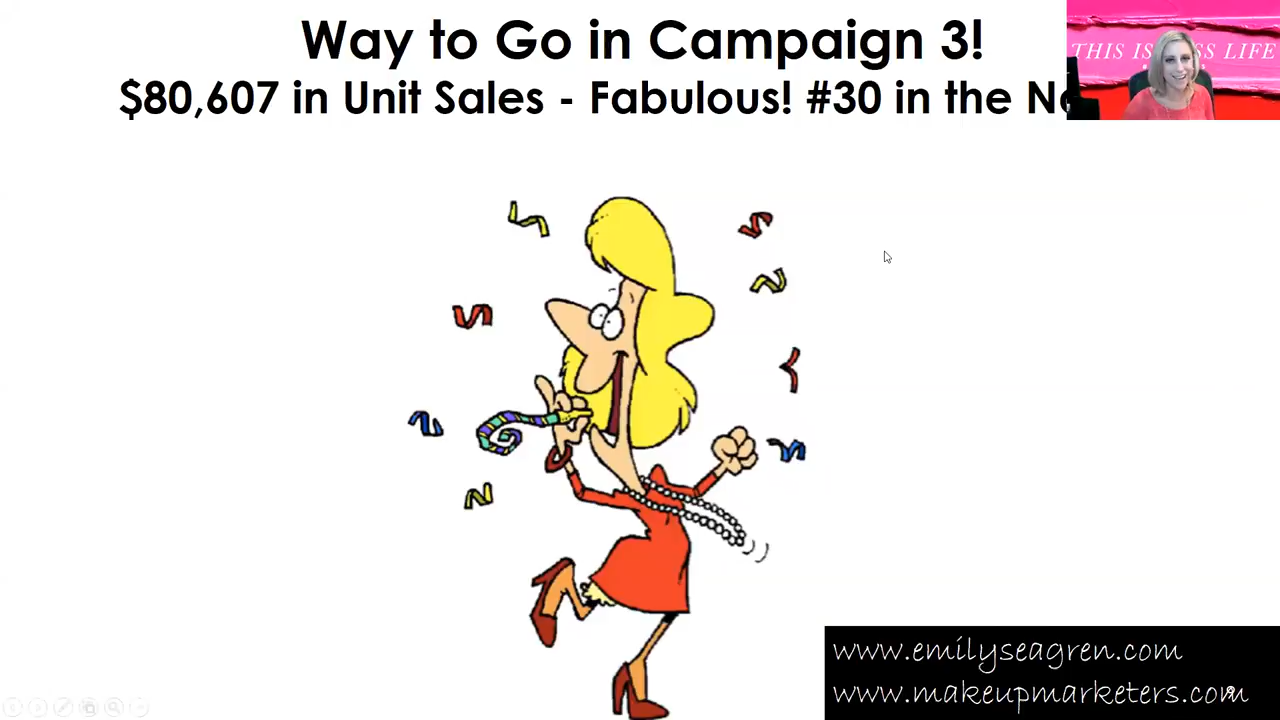 Way to Go in Campaign 3!
$80,607 in Unit Sales - Fabulous! #30 in the
THIS IS LIFE
www.emilyseagren.com
www.makeupmarketers.com